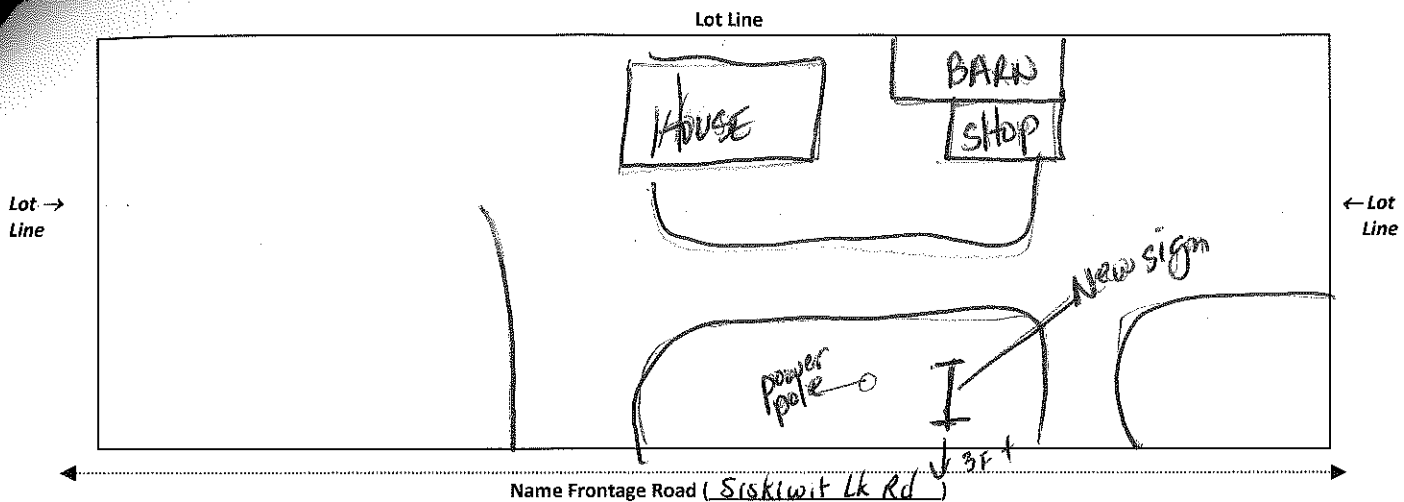 Lot Line
BARN
HOUSE
SHOP
Lot →
Line
← Lot
Line
New sign
power
pole
3Ft
Name Frontage Road ( Siskiwit Lk Rd )